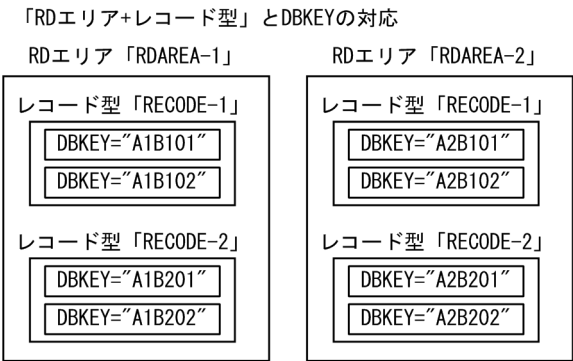 「RDエリア+レコード型」とDBKEYの対応
RDエリア「RDAREA-1」
レコード型「RECODE-1」
DBKEY="A1B101"
DBKEY="A1B102"
レコード型「RECODE-2」
DBKEY="A1B201"
DBKEY="A1B202"
RDエリア「RDAREA-2」
レコード型「RECODE-1」
DBKEY="A2B101"
DBKEY="A2B102"
レコード型「RECODE-2」
DBKEY="A2B201"
DBKEY="A2B202"